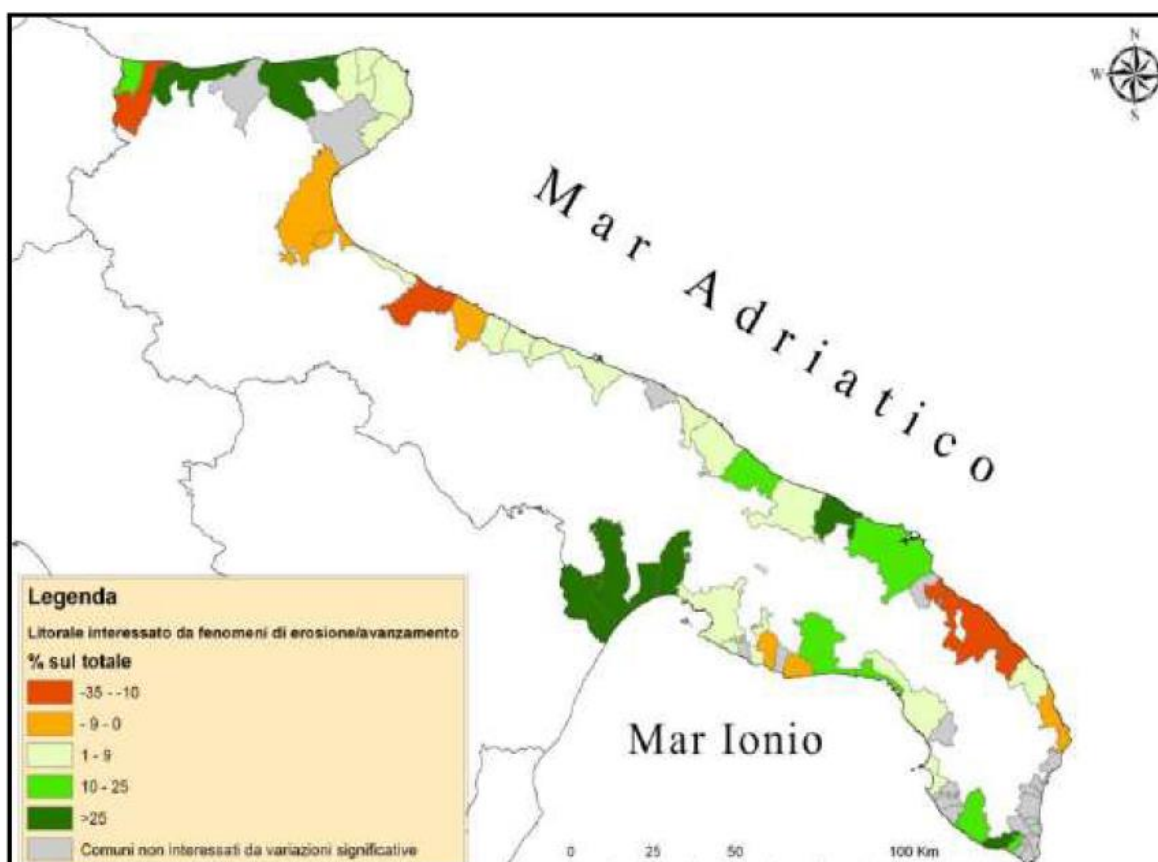 N
W E
S
Mar Adriatico
Mar Ionio
Legenda
Litorale interessato da fenomeni di erosione/avanzamento
% sul totale
-35 - -10
- 9 - 0
1 - 9
10 - 25
>25
Comuni non interessati da variazioni significative
0 25 50 100 Km